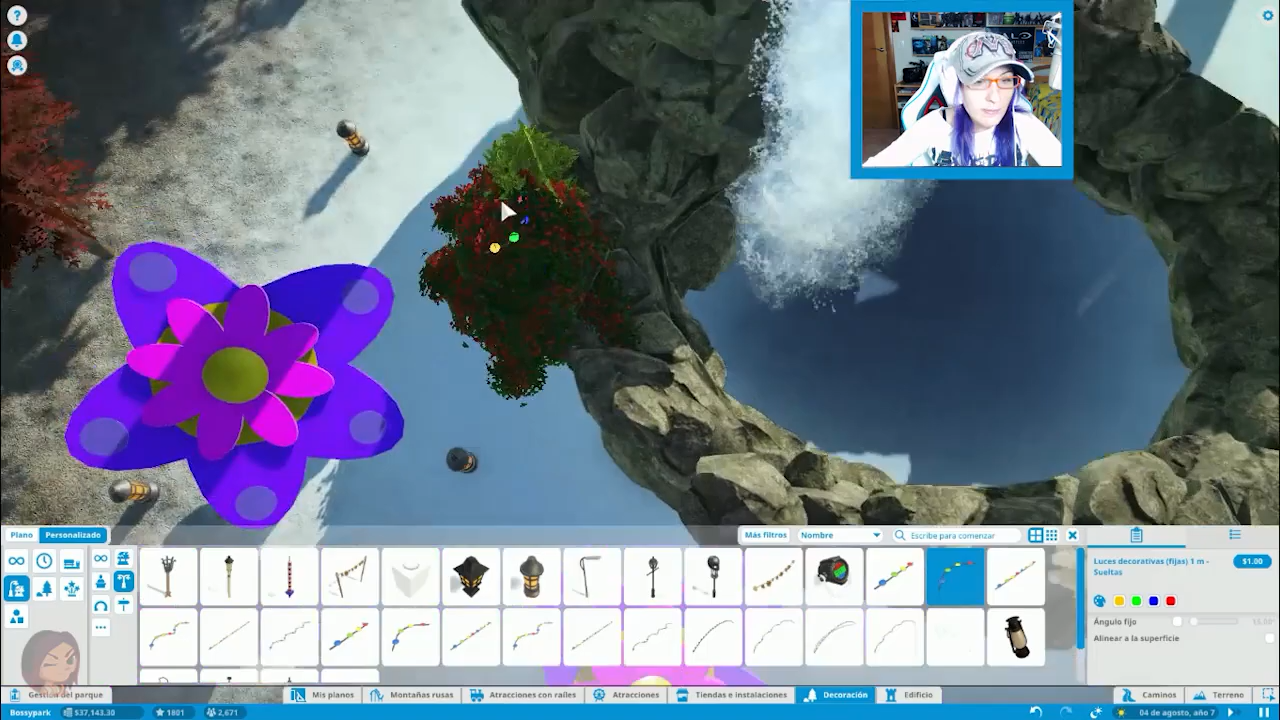 HALO
Plano Personalizado
Más filtros Nombre Escribe para comenzar
Luces decorativas (fijas) 1 m -
Sueltas
$1.00
Ángulo fijo
Alinear a la superficie
Gestión del parque Mis planos Montañas rusas Atracciones con raíles Atracciones Tiendas e instalaciones Decoración Edificio Caminos Terreno
Bossypark $37,143.30 1801 2,671 04 de agosto, año 7